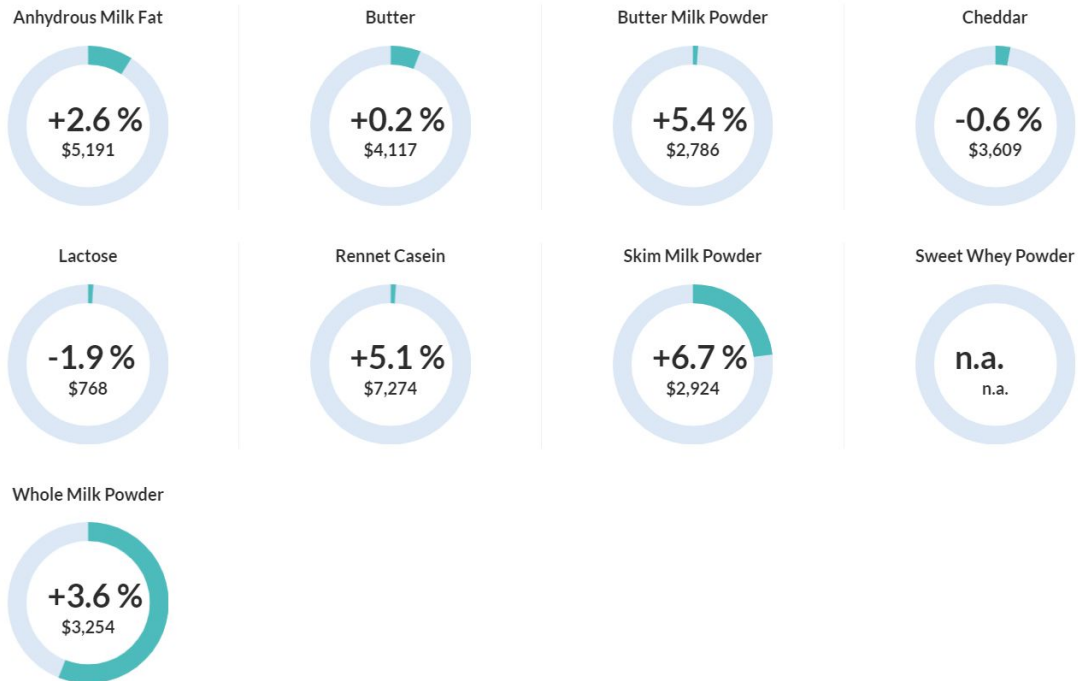 Anhydrous Milk Fat
+2.6 %
$5,191
Butter
+0.2 %
$4,117
Butter Milk Powder
+5.4 %
$2,786
Cheddar
-0.6 %
$3,609
Lactose
-1.9 %
$768
Rennet Casein
+5.1 %
$7,274
Skim Milk Powder
+6.7 %
$2,924
Sweet Whey Powder
n.a.
n.a.
Whole Milk Powder
+3.6 %
$3,254